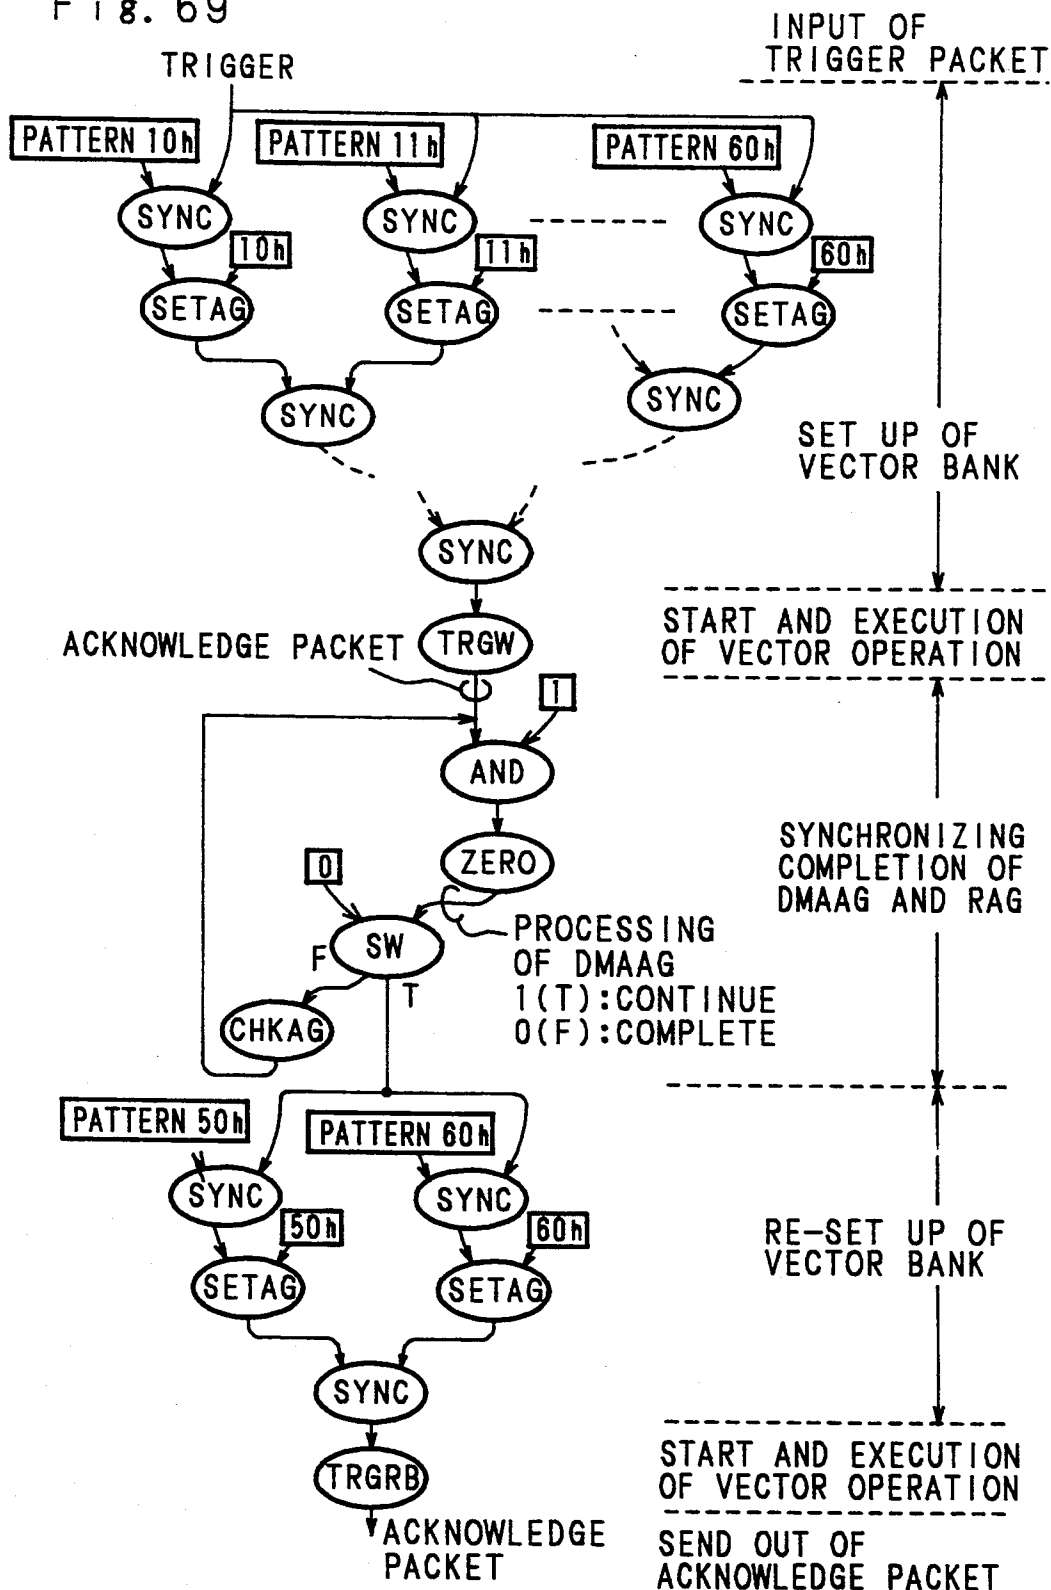 Fig. 69
INPUT OF
TRIGGER PACKET
TRIGGER
PATTERN 10h
PATTERN 11h
PATTERN 60h
SYNC
SYNC
SYNC
10h
11h
60h
SETAG
SETAG
SETAG
SYNC
SYNC
SET UP OF
VECTOR BANK
SYNC
START AND EXECUTION
OF VECTOR OPERATION
TRGW
ACKNOWLEDGE PACKET
1
AND
ZERO
SYNCHRONIZING
COMPLETION OF
DMAAG AND RAG
0
SW
F
T
PROCESSING
OF DMAAG
1(T):CONTINUE
0(F):COMPLETE
CHKAG
PATTERN 50h
PATTERN 60h
SYNC
SYNC
50h
60h
SETAG
SETAG
RE-SET UP OF
VECTOR BANK
SYNC
TRGRB
START AND EXECUTION
OF VECTOR OPERATION
ACKNOWLEDGE
PACKET
SEND OUT OF
ACKNOWLEDGE PACKET